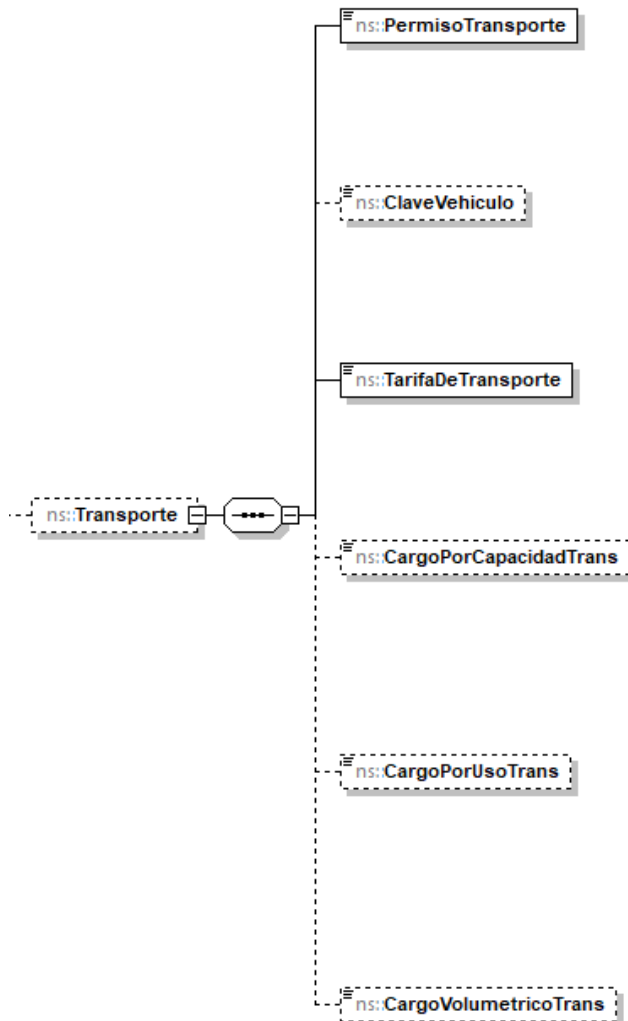 ns::PermisoTransporte
ns::ClaveVehiculo
ns::TarifaDeTransporte
ns::Transporte
ns::CargoPorCapacidadTrans
ns::CargoPorUsoTrans
ns::CargoVolumetricoTrans